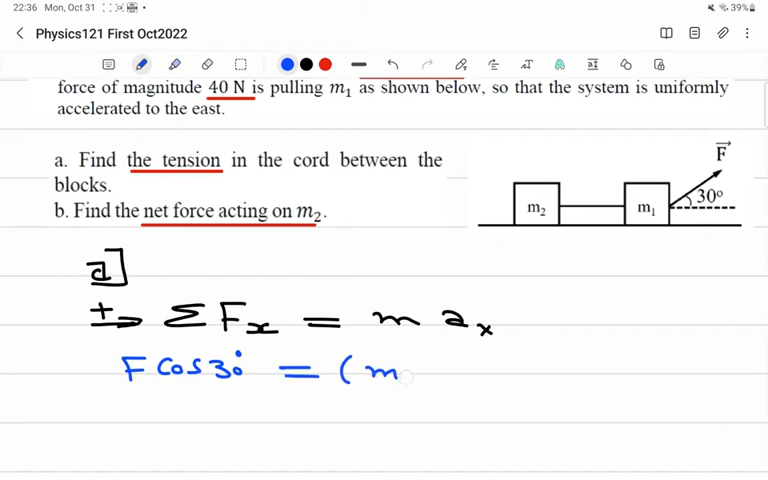 22:36 Mon, Oct 31
39%
Physics121 First Oct2022
force of magnitude 40 N is pulling m₁ as shown below, so that the system is uniformly
accelerated to the east.
a. Find the tension in the cord between the
blocks.
b. Find the net force acting on m₂.
F
30°
m₂
m₁
a]
+ ΣFx = m ax
F cos 30° = ( m